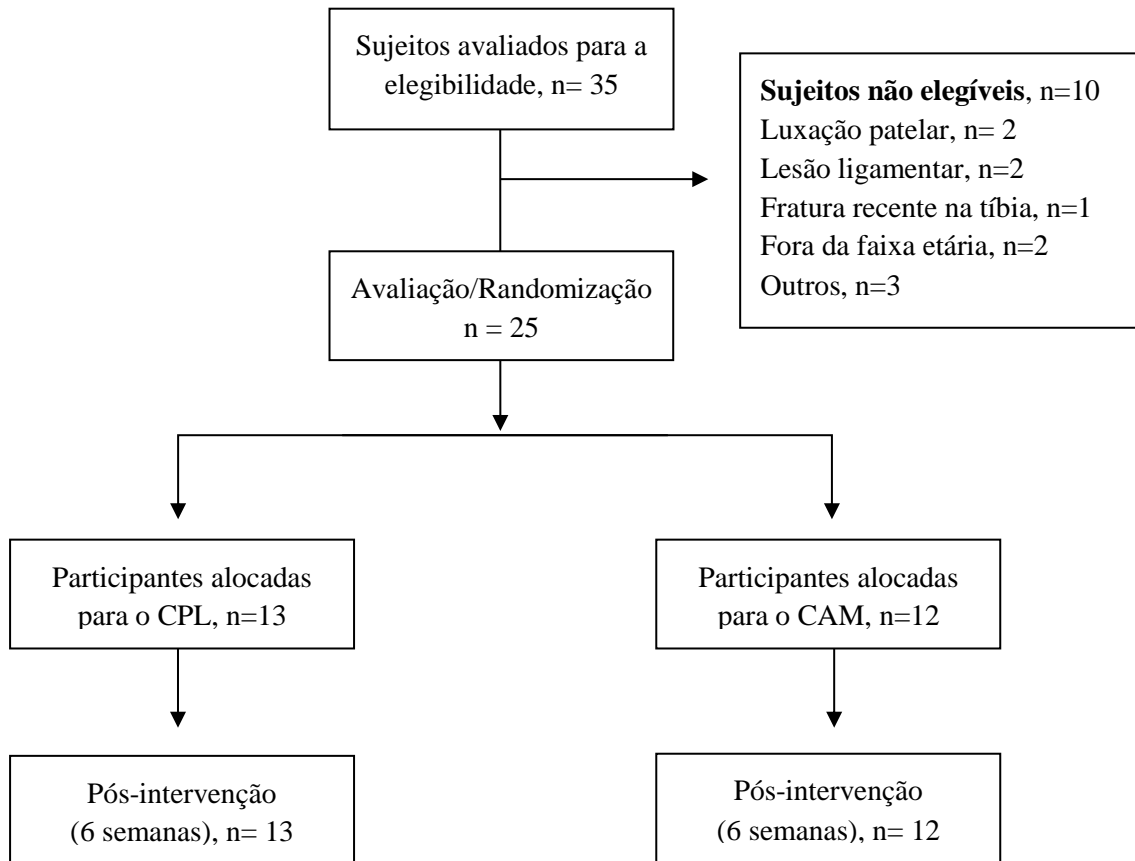 Sujeitos avaliados para a
elegibilidade, n= 35
Sujeitos não elegíveis, n=10
Luxação patelar, n= 2
Lesão ligamentar, n=2
Fratura recente na tíbia, n=1
Fora da faixa etária, n=2
Outros, n=3
Avaliação/Randomização
n = 25
Participantes alocadas
para o CPL, n=13
Participantes alocadas
para o CAM, n=12
Pós-intervenção
(6 semanas), n= 13
Pós-intervenção
(6 semanas), n= 12